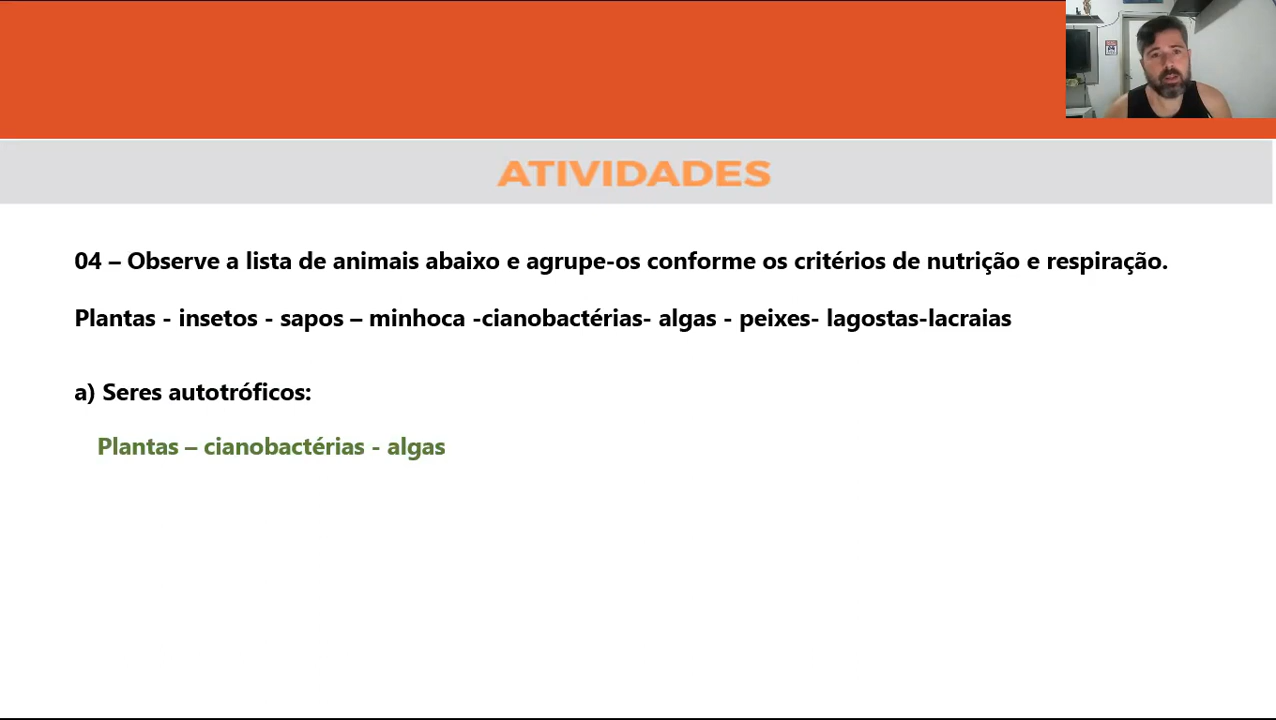 ATIVIDADES
04 – Observe a lista de animais abaixo e agrupe-os conforme os critérios de nutrição e respiração.
Plantas - insetos - sapos – minhoca -cianobactérias- algas - peixes- lagostas-lacraias
a) Seres autotróficos:
Plantas – cianobactérias - algas